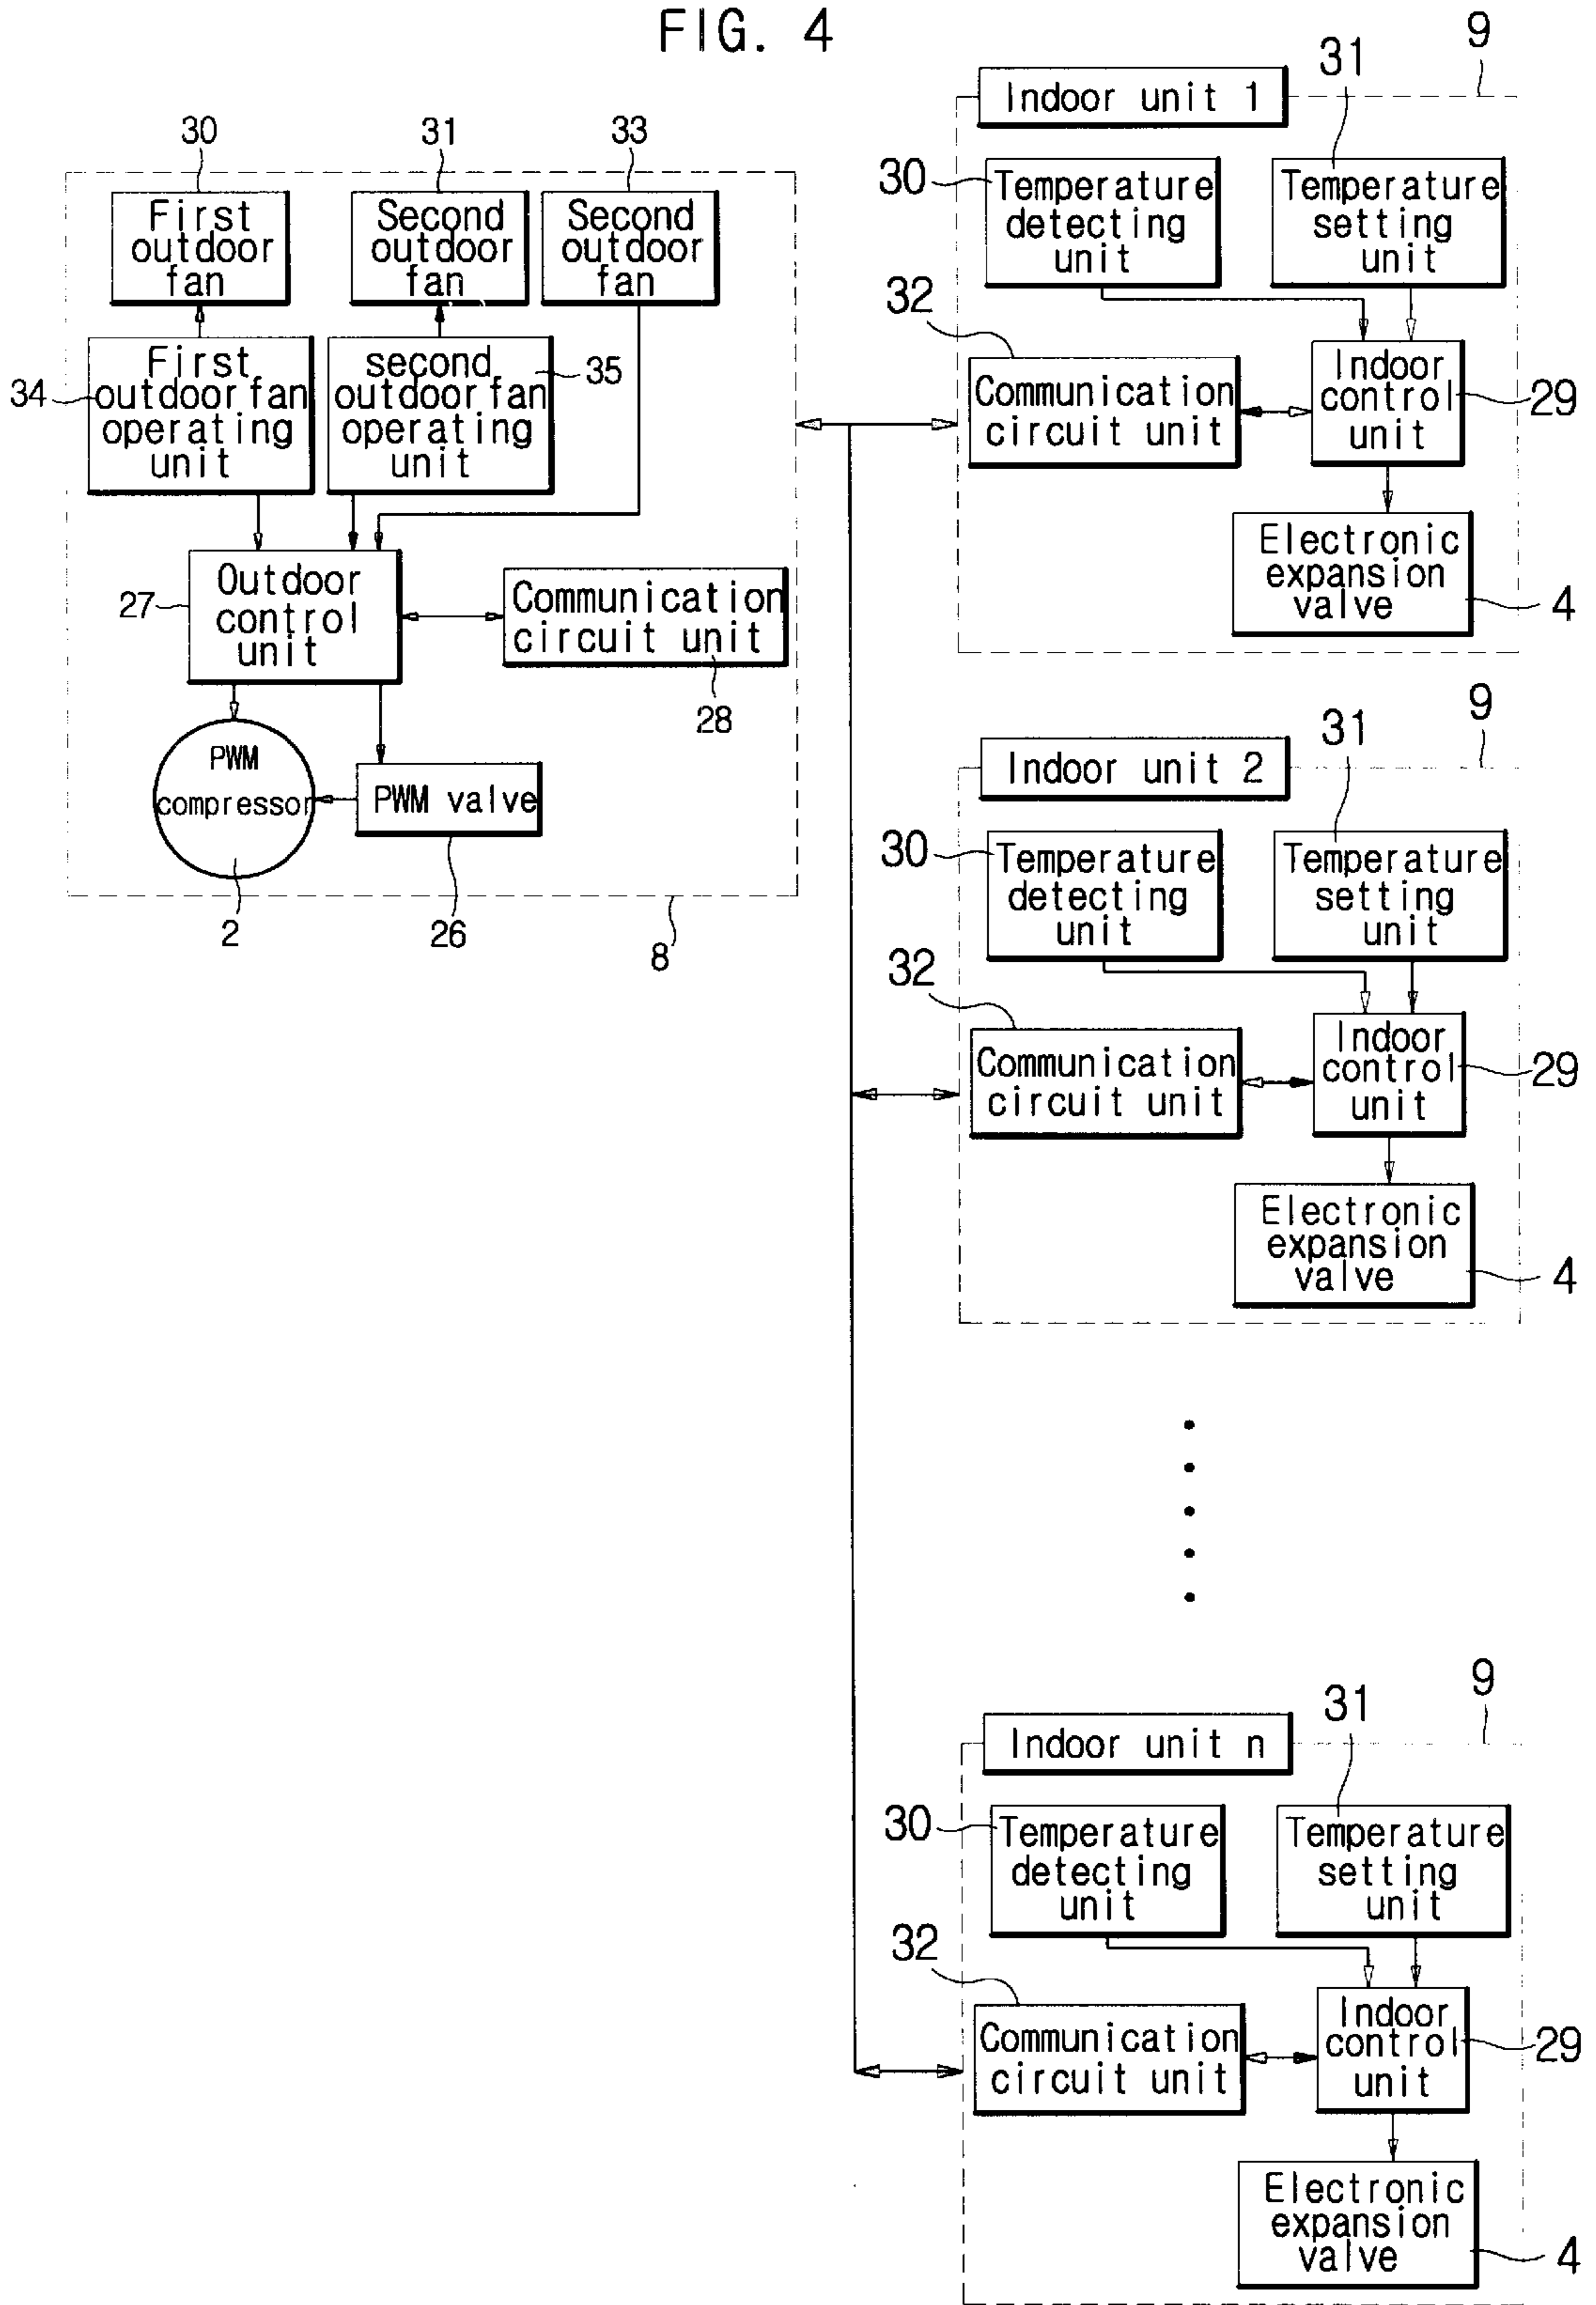 FIG. 4
30
31
33
First
outdoor
fan
Second
outdoor
fan
Second
outdoor
fan
34
First
outdoor fan
operating
unit
second
outdoor fan
operating
unit
35
27
Outdoor
control
unit
Communication
circuit unit
28
PWM
compressor
PWM valve
2
26
8
9
31
Indoor unit 1
30
Temperature
detecting
unit
Temperature
setting
unit
32
Communication
circuit unit
Indoor
control
unit
29
Electronic
expansion
valve
4
9
31
Indoor unit 2
30
Temperature
detecting
unit
Temperature
setting
unit
32
Communication
circuit unit
Indoor
control
unit
29
Electronic
expansion
valve
4
9
31
Indoor unit n
30
Temperature
detecting
unit
Temperature
setting
unit
32
Communication
circuit unit
Indoor
control
unit
29
Electronic
expansion
valve
4